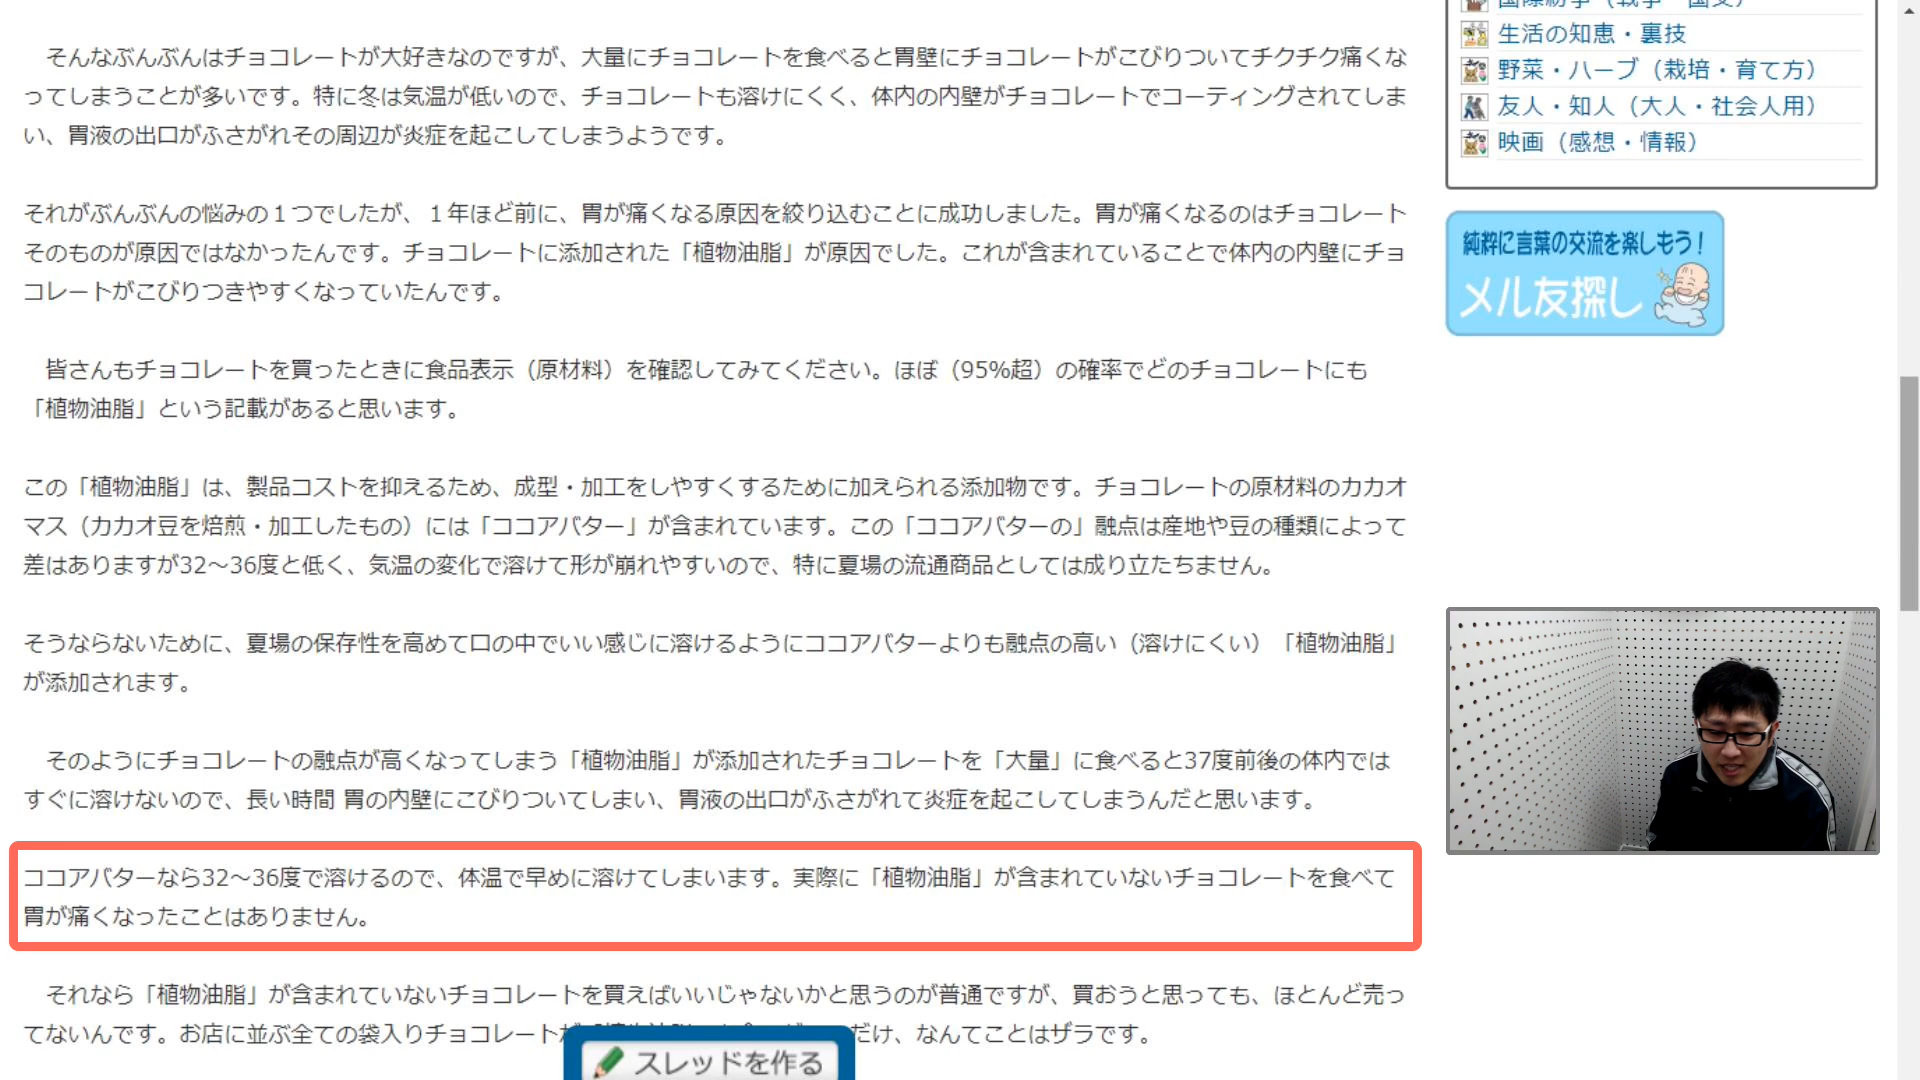 そんなぶんぶんはチョコレートが大好きなのですが、大量にチョコレートを食べると胃壁にチョコレートがこびりついてチクチク痛くな
ってしまうことが多いです。特に冬は気温が低いので、チョコレートも溶けにくく、体内の内壁がチョコレートでコーティングされてしま
い、胃液の出口がふさがれその周辺が炎症を起こしてしまうようです。
それがぶんぶんの悩みの１つでしたが、１年ほど前に、胃が痛くなる原因を絞り込むことに成功しました。胃が痛くなるのはチョコレート
そのものが原因ではなかったんです。チョコレートに添加された「植物油脂」が原因でした。これが含まれていることで体内の内壁にチョ
コレートがこびりつきやすくなっていたんです。
皆さんもチョコレートを買ったときに食品表示（原材料）を確認してみてください。ほぼ（95%超）の確率でどのチョコレートにも
「植物油脂」という記載があると思います。
この「植物油脂」は、製品コストを抑えるため、成型・加工をしやすくするために加えられる添加物です。チョコレートの原材料のカカオ
マス（カカオ豆を焙煎・加工したもの）には「ココアバター」が含まれています。この「ココアバターの」融点は産地や豆の種類によって
差はありますが32～36度と低く、気温の変化で溶けて形が崩れやすいので、特に夏場の流通商品としては成り立たちません。
そうならないために、夏場の保存性を高めて口の中でいい感じに溶けるようにココアバターよりも融点の高い（溶けにくい）「植物油脂」
が添加されます。
そのようにチョコレートの融点が高くなってしまう「植物油脂」が添加されたチョコレートを「大量」に食べると37度前後の体内では
すぐに溶けないので、長い時間 胃の内壁にこびりついてしまい、胃液の出口がふさがれて炎症を起こしてしまうんだと思います。
ココアバターなら32～36度で溶けるので、体温で早めに溶けてしまいます。実際に「植物油脂」が含まれていないチョコレートを食べて
胃が痛くなったことはありません。
それなら「植物油脂」が含まれていないチョコレートを買えばいいじゃないかと思うのが普通ですが、買おうと思っても、ほとんど売っ
てないんです。お店に並ぶ全ての袋入りチョコレートが だけ、なんてことはザラです。
スレッドを作る
生活の知恵・裏技
野菜・ハーブ（栽培・育て方）
友人・知人（大人・社会人用）
映画（感想・情報）
純粋に言葉の交流を楽しもう！
メル友探し